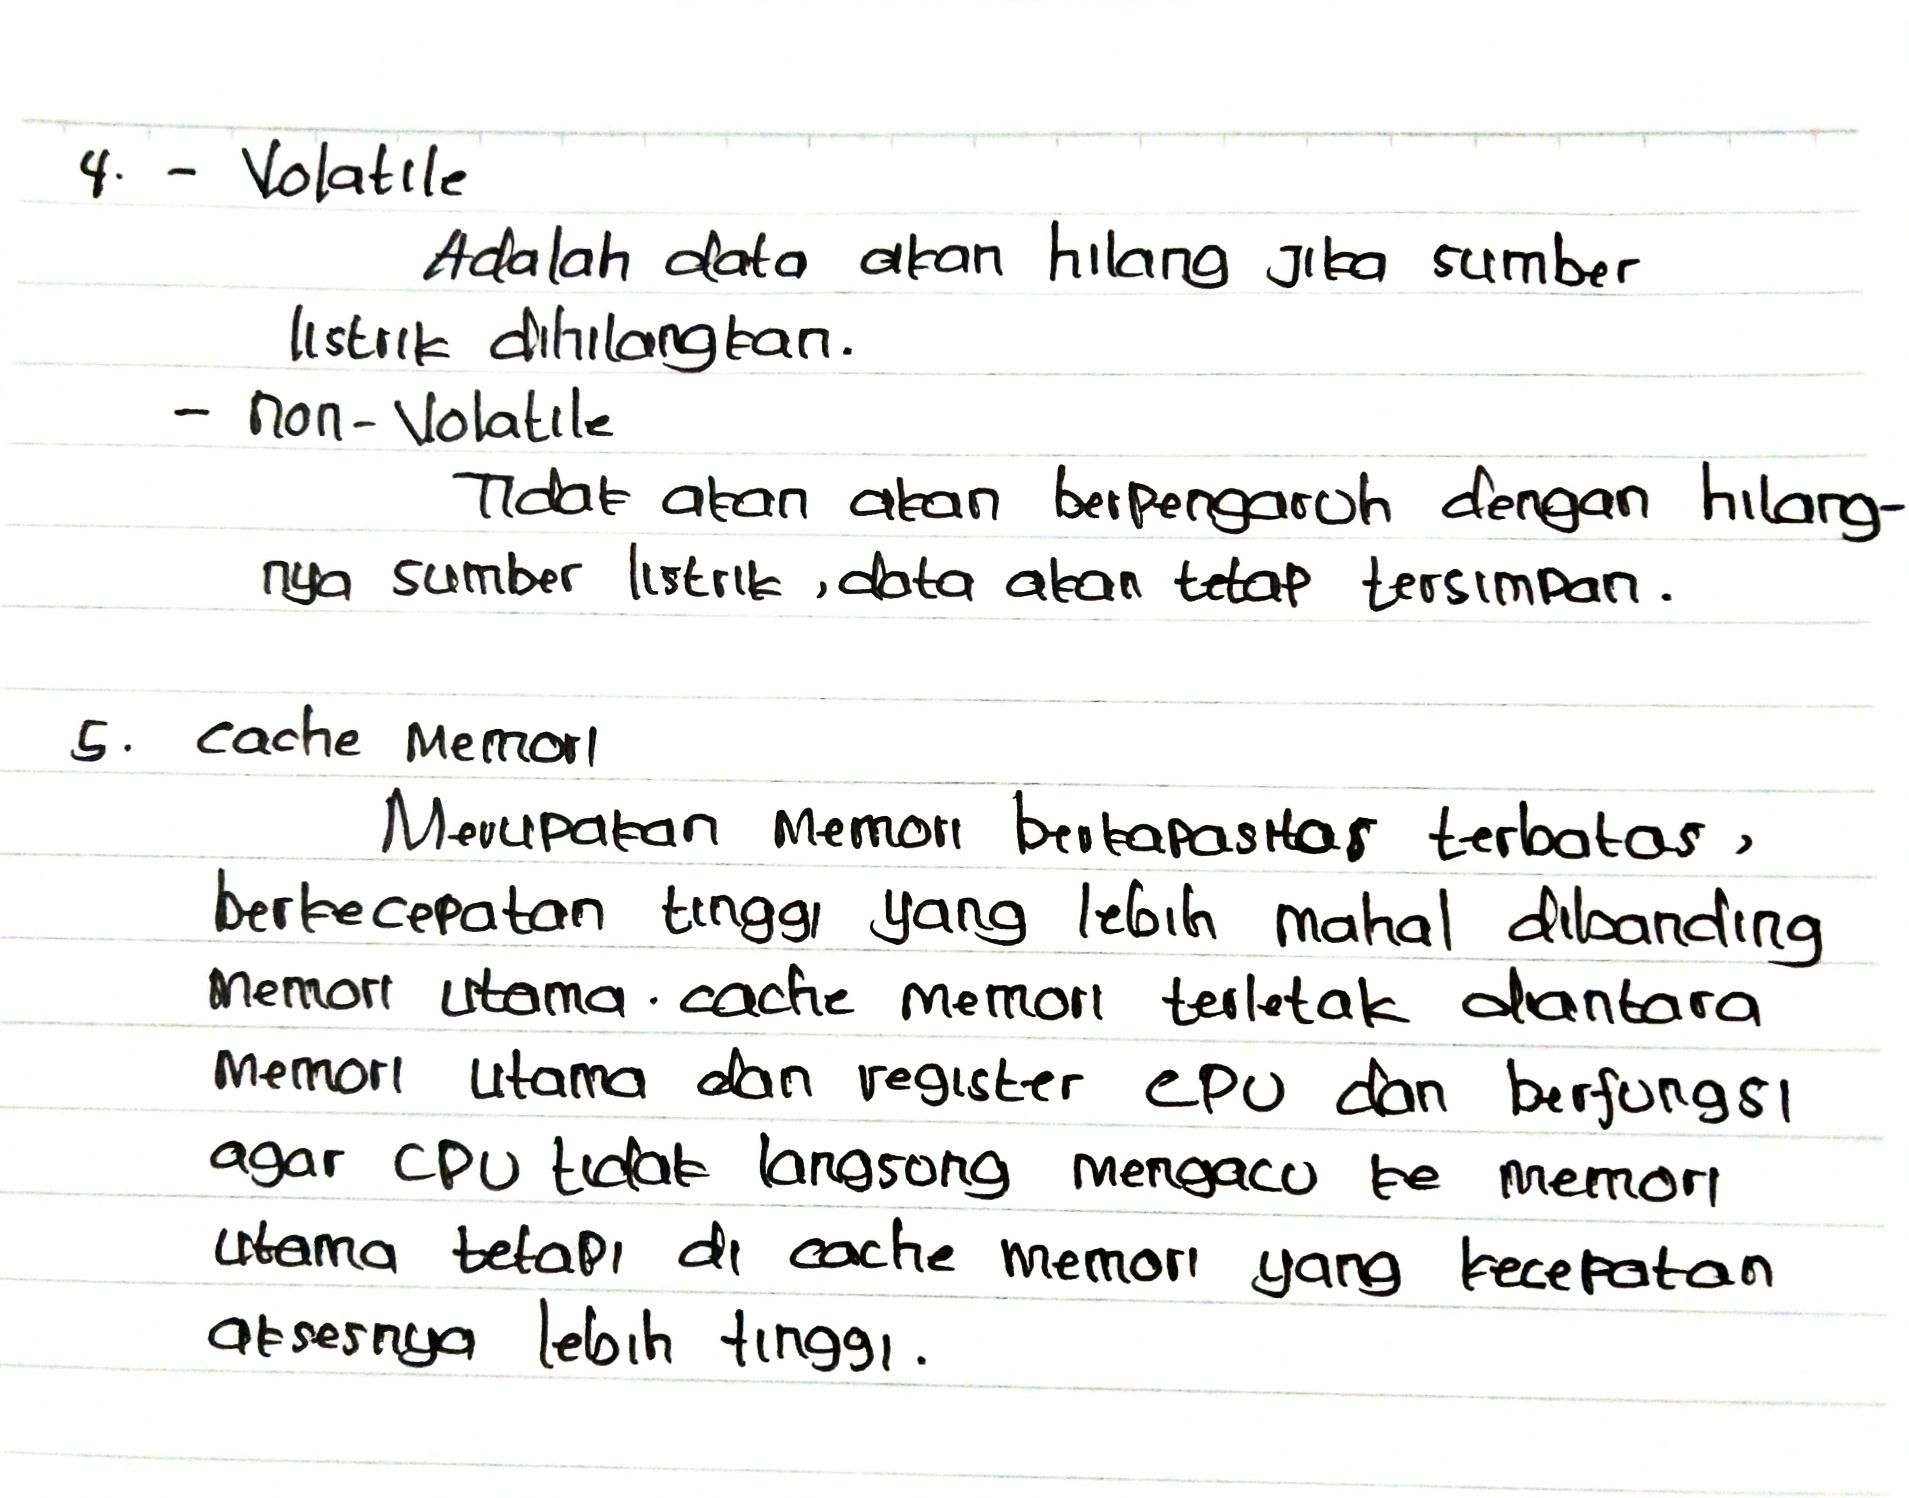 4. - Volatile
Adalah data akan hilang jika sumber
listrik dihilangkan.
- Non-Volatile
Tidak akan akan berpengaruh dengan hilang-
nya sumber listrik, data akan tetap tersimpan.
5. Cache Memori
Merupakan Memori berkapasitas terbatas,
berkecepatan tinggi yang lebih mahal dibanding
Memori utama. cache Memori terletak diantara
Memori utama dan register CPU dan berfungsi
agar CPU tidak langsong mengacu ke memori
utama tetapi di cache memori yang kecepatan
aksesnya lebih tinggi.